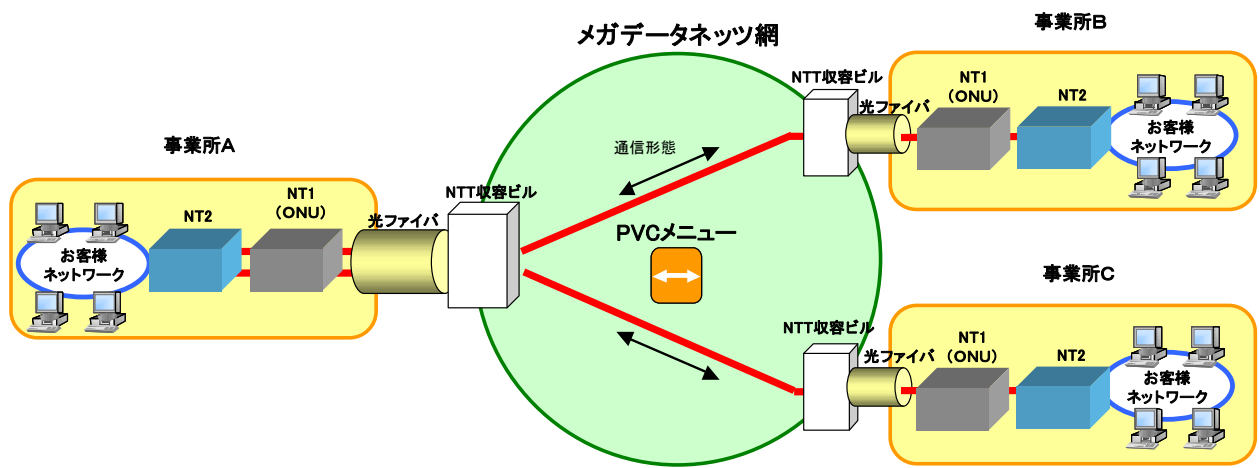 メガデータネッツ網
事業所A
NT2
NT1
(ONU)
光ファイバ
NTT収容ビル
お客様
ネットワーク
通信形態
PVCメニュー
事業所B
NTT収容ビル
光ファイバ
NT1
(ONU)
NT2
お客様
ネットワーク
事業所C
NTT収容ビル
光ファイバ
NT1
(ONU)
NT2
お客様
ネットワーク